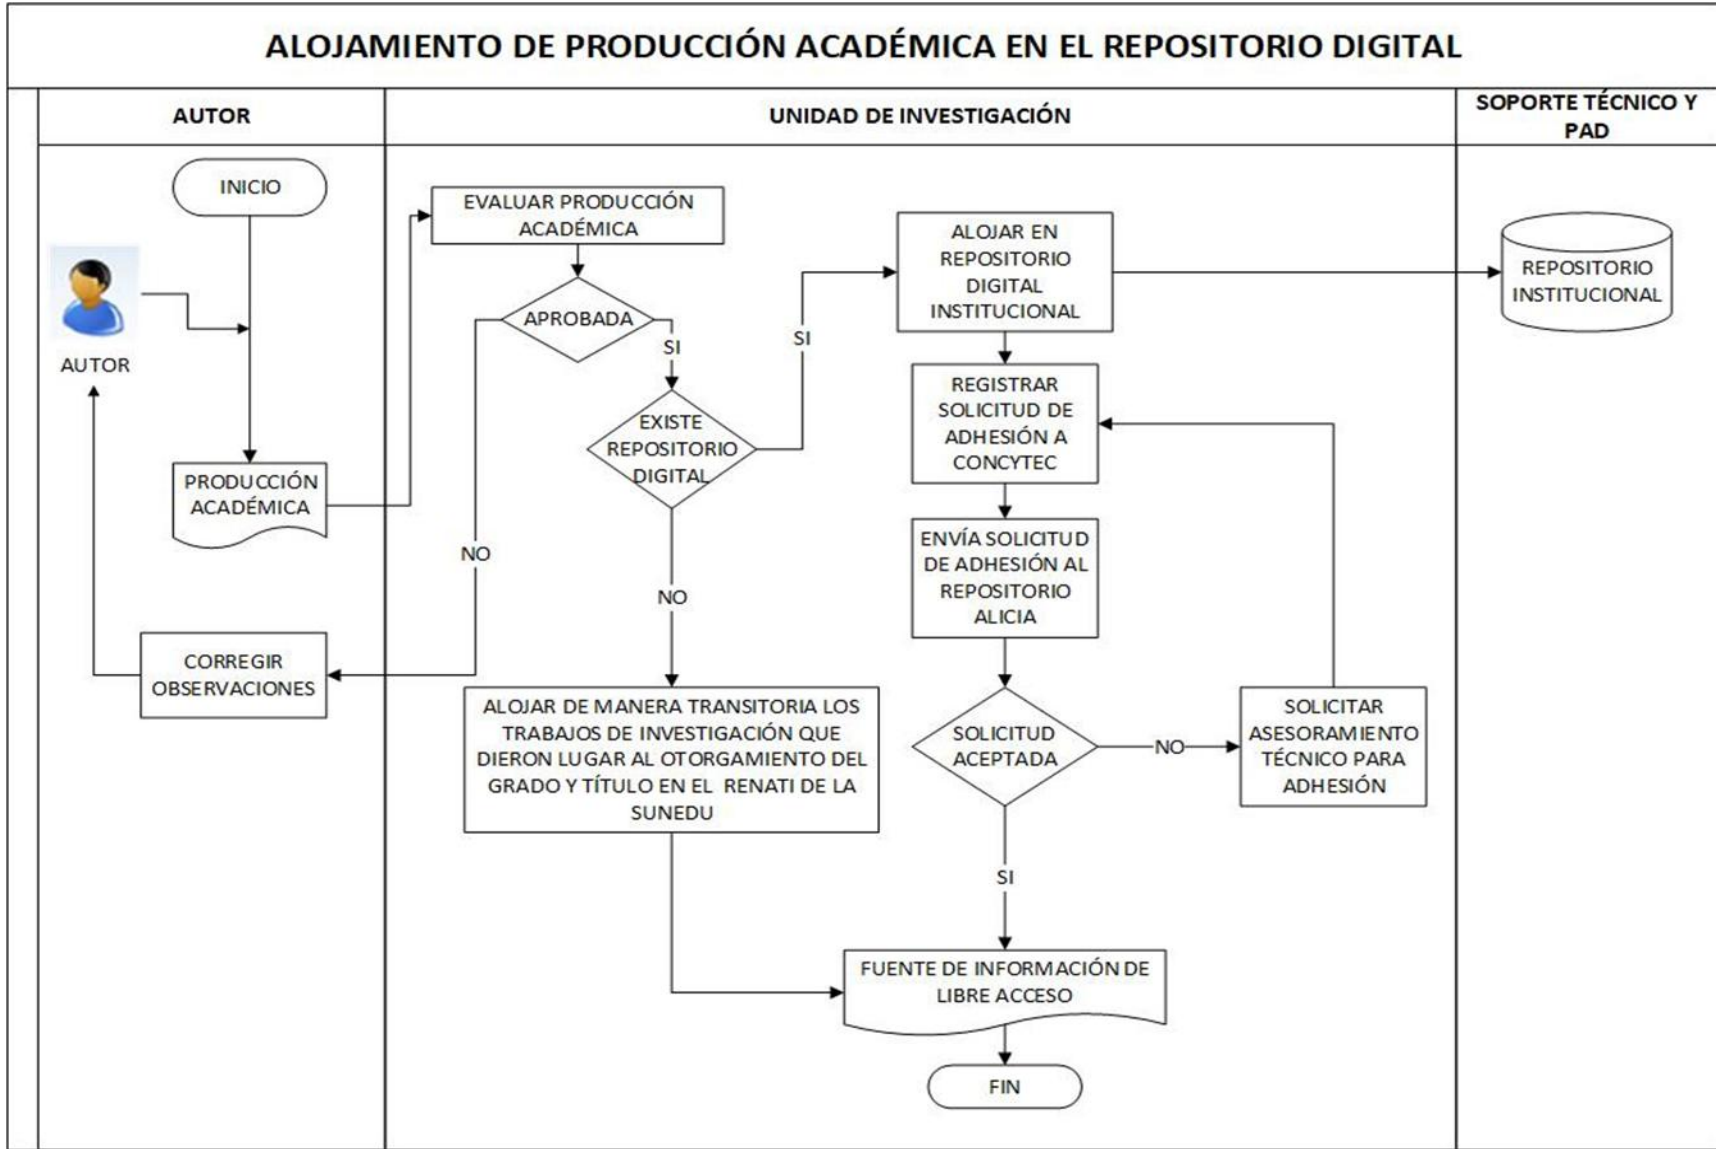 ALOJAMIENTO DE PRODUCCIÓN ACADÉMICA EN EL REPOSITORIO DIGITAL
AUTOR
UNIDAD DE INVESTIGACIÓN
SOPORTE TÉCNICO Y
PAD
INICIO
AUTOR
PRODUCCIÓN
ACADÉMICA
CORREGIR
OBSERVACIONES
EVALUAR PRODUCCIÓN
ACADÉMICA
APROBADA
SI
NO
EXISTE
REPOSITORIO
DIGITAL
SI
NO
ALOJAR DE MANERA TRANSITORIA LOS
TRABAJOS DE INVESTIGACIÓN QUE
DIERON LUGAR AL OTORGAMIENTO DEL
GRADO Y TÍTULO EN EL RENATI DE LA
SUNEDU
ALOJAR EN
REPOSITORIO
DIGITAL
INSTITUCIONAL
REGISTRAR
SOLICITUD DE
ADHESIÓN A
CONCYTEC
ENVÍA SOLICITUD
DE ADHESIÓN AL
REPOSITORIO
ALICIA
SOLICITUD
ACEPTADA
NO
SOLICITAR
ASESORAMIENTO
TÉCNICO PARA
ADHESIÓN
SI
FUENTE DE INFORMACIÓN DE
LIBRE ACCESO
FIN
REPOSITORIO
INSTITUCIONAL